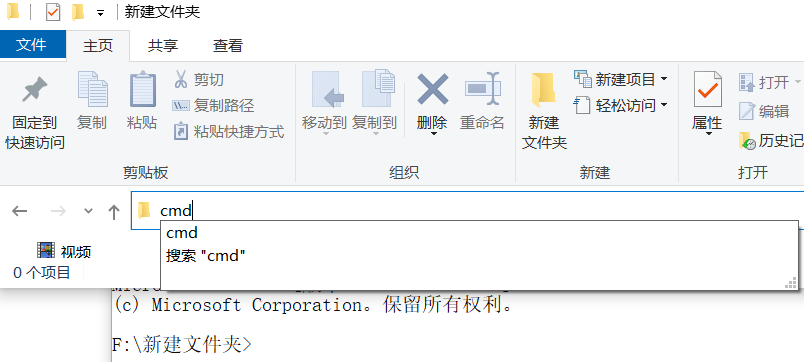 新建文件夹
文件 主页 共享 查看
固定到快速访问
复制
粘贴
剪切
复制路径
粘贴快捷方式
移动到 复制到
删除 重命名
新建文件夹
新建项目
轻松访问
属性
打开
编辑
历史记
剪贴板 组织 新建 打开
cmd
cmd
视频
搜索 "cmd"
0 个项目
(c) Microsoft Corporation。保留所有权利。
F:\新建文件夹>